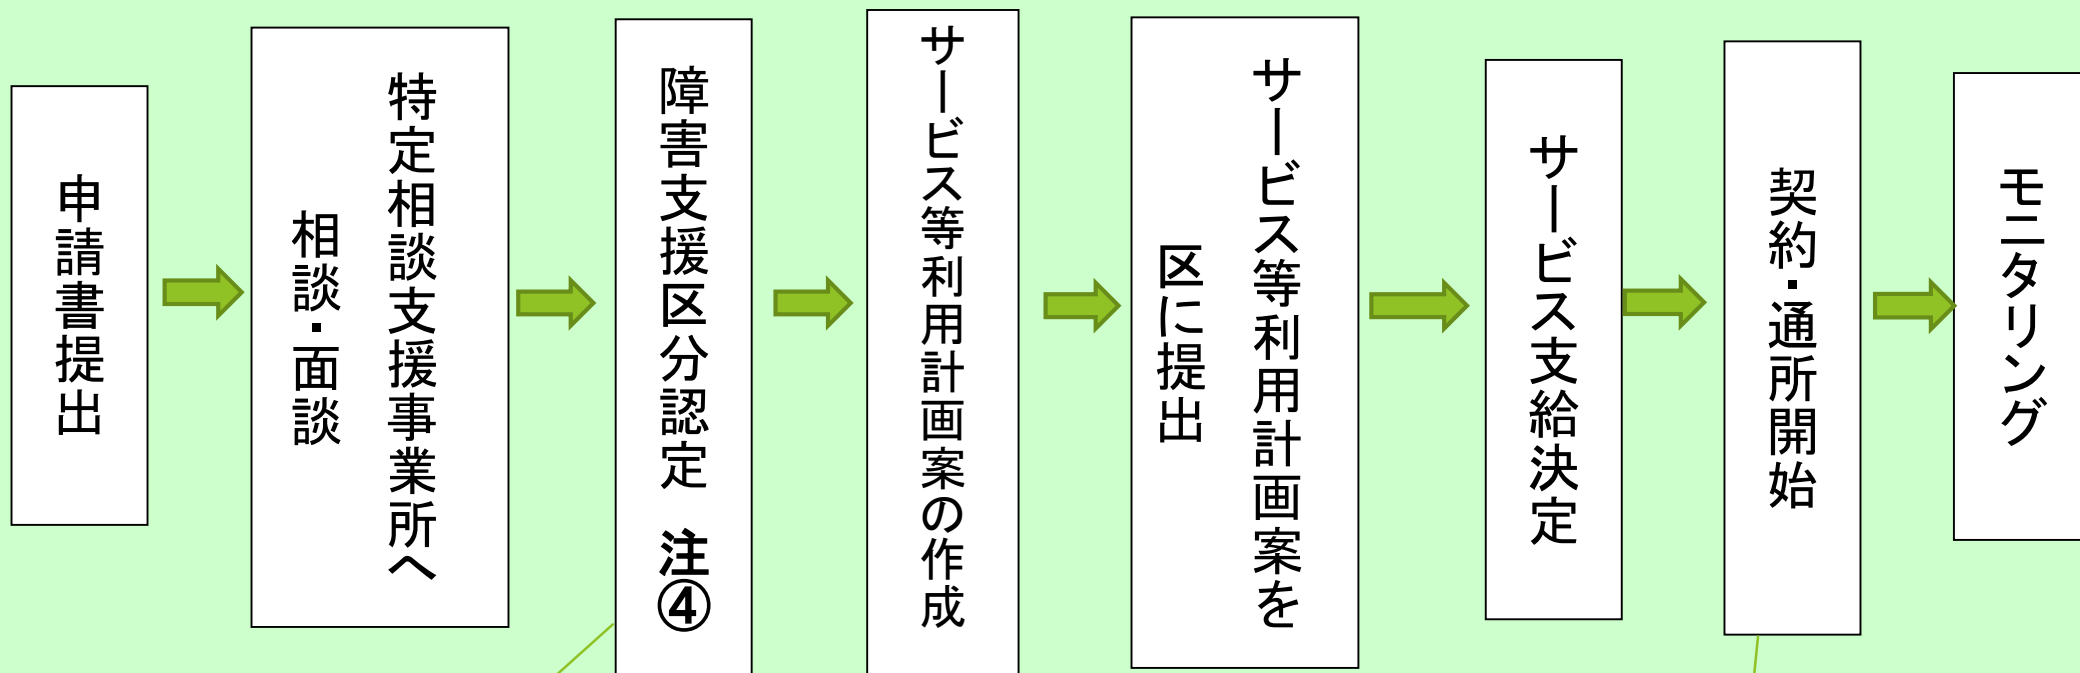 申請書提出
特定相談支援事業所へ
相談・面談
障害支援区分認定　注④
サービス等利用計画案の作成
サービス等利用計画案を
区に提出
サービス支給決定
契約・通所開始
モニタリング